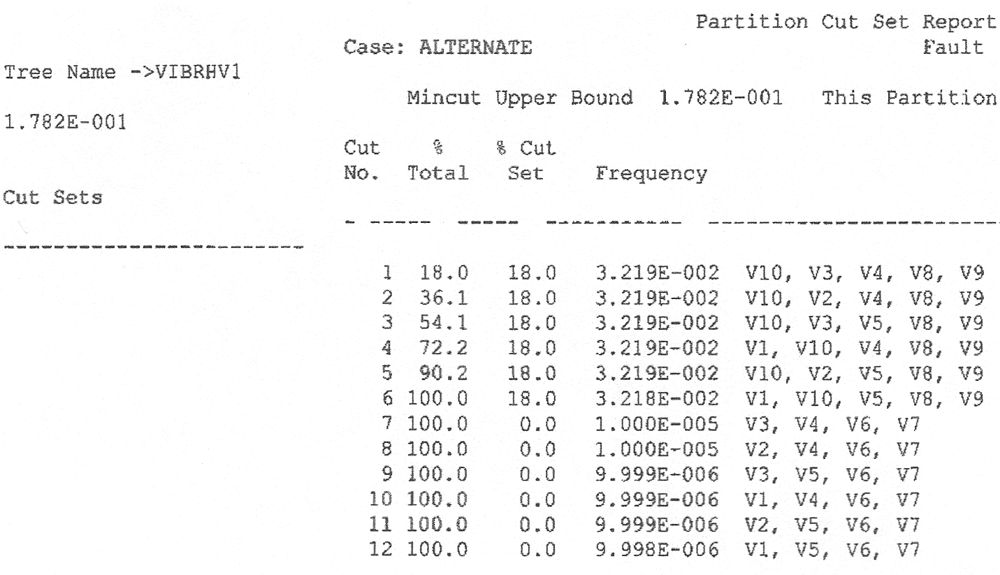 Partition Cut Set Report
Case: ALTERNATE Fault
Tree Name ->VIBRHV1
Mincut Upper Bound 1.782E-001 This Partition
1.782E-001
Cut % % Cut
No. Total Set Frequency
Cut Sets
- ----- ----- ----------- ------------------------
------------------------
1 18.0 18.0 3.219E-002 V10, V3, V4, V8, V9
2 36.1 18.0 3.219E-002 V10, V2, V4, V8, V9
3 54.1 18.0 3.219E-002 V10, V3, V5, V8, V9
4 72.2 18.0 3.219E-002 V1, V10, V4, V8, V9
5 90.2 18.0 3.219E-002 V10, V2, V5, V8, V9
6 100.0 18.0 3.218E-002 V1, V10, V5, V8, V9
7 100.0 0.0 1.000E-005 V3, V4, V6, V7
8 100.0 0.0 1.000E-005 V2, V4, V6, V7
9 100.0 0.0 9.999E-006 V3, V5, V6, V7
10 100.0 0.0 9.999E-006 V1, V4, V6, V7
11 100.0 0.0 9.999E-006 V2, V5, V6, V7
12 100.0 0.0 9.998E-006 V1, V5, V6, V7